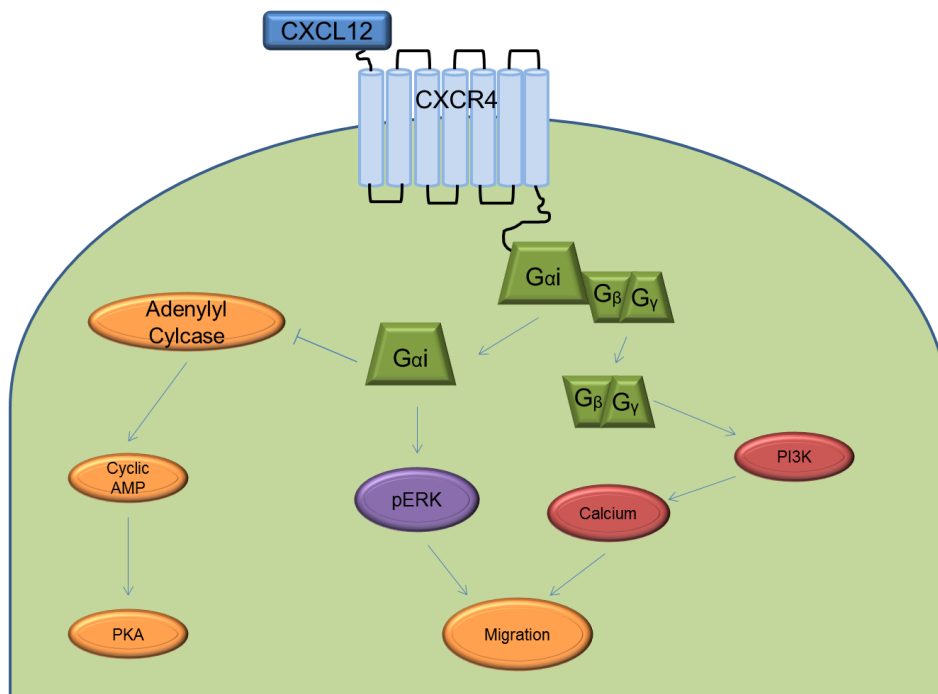 CXCL12
CXCR4
Gαi
Gβ Gγ
Adenylyl
Cylcase
Gαi
Gβ Gγ
PI3K
Cyclic
AMP
pERK
Calcium
PKA
Migration